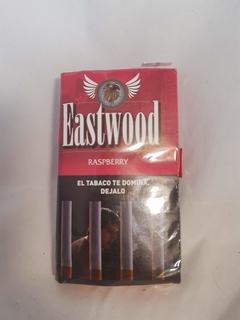 Eastwood
RASPBERRY
EL TABACO TE DOMINA,
DEJALO